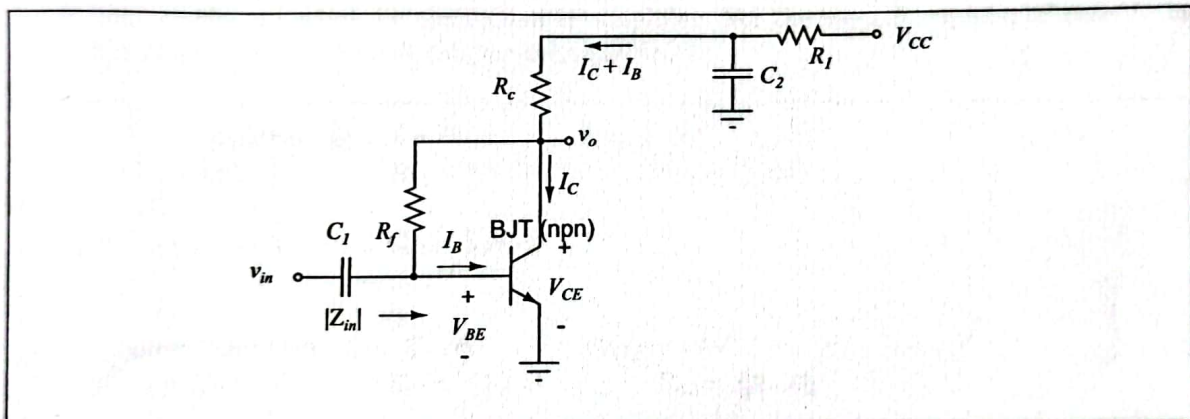 V_CC
R_1
I_C + I_B
C_2
R_c
v_o
I_C
BJT (npn)
+
C_1
R_f
I_B
v_in
+
V_CE
|Z_in|
V_BE
-
-